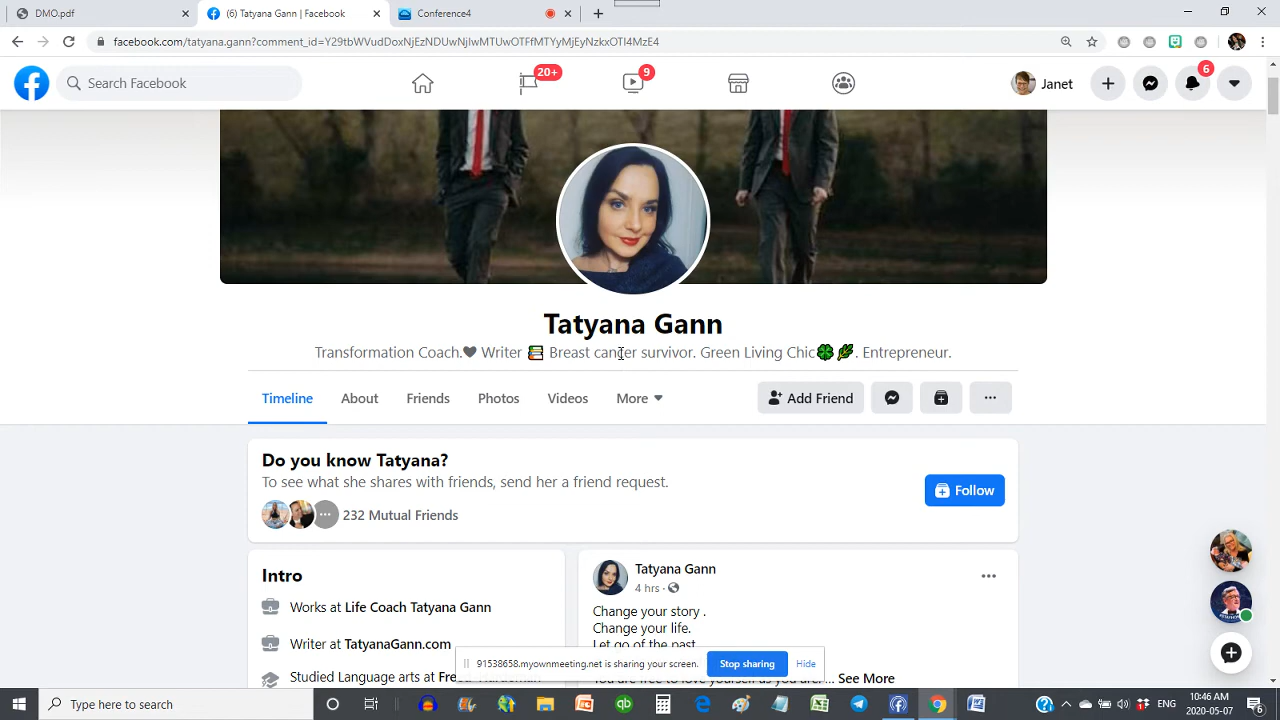 DMO.pdf
(6) Tatyana Gann | Facebook
Conference4
facebook.com/tatyana.gann?comment_id=Y29tbWVudDoxNjEzNDUwNjIwMTUwOTFfMTYyMjEyNzkxOTI4MzE4
Search Facebook
20+
9
Janet
6
Tatyana Gann
Transformation Coach. Writer Breast cancer survivor. Green Living Chic . Entrepreneur.
Timeline
About
Friends
Photos
Videos
More
Add Friend
Do you know Tatyana?
To see what she shares with friends, send her a friend request.
232 Mutual Friends
Follow
Intro
Works at Life Coach Tatyana Gann
Writer at TatyanaGann.com
Tatyana Gann
4 hrs ·
Change your story .
Change your life.
Let go of the past
See More
91538658.myownmeeting.net is sharing your screen.
Stop sharing
Hide
Studied Language arts at
Type here to search
10:46 AM
ENG
2020-05-07